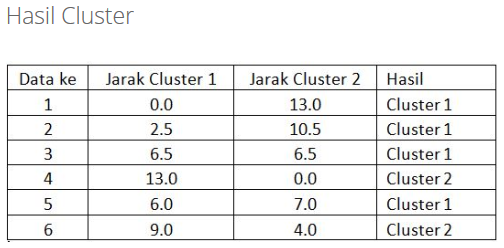 Hasil Cluster
Data ke Jarak Cluster 1 Jarak Cluster 2 Hasil
1 0.0 13.0 Cluster 1
2 2.5 10.5 Cluster 1
3 6.5 6.5 Cluster 1
4 13.0 0.0 Cluster 2
5 6.0 7.0 Cluster 1
6 9.0 4.0 Cluster 2